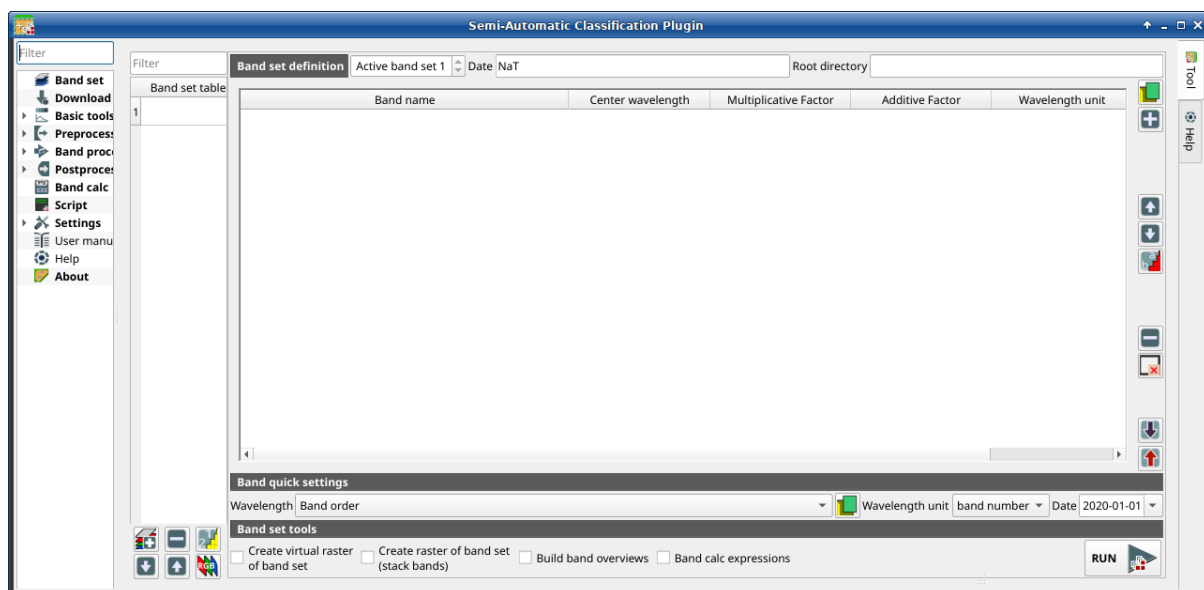 Semi-Automatic Classification Plugin
Filter
Band set
Download
Basic tools
Preprocess
Band proc
Postproces
Band calc
Script
Settings
User manu
Help
About
Filter
Band set table
1
Band set definition Active band set 1 Date NaT Root directory
Band name Center wavelength Multiplicative Factor Additive Factor Wavelength unit
Band quick settings
Wavelength Band order Wavelength unit band number Date 2020-01-01
Band set tools
Create virtual raster of band set
Create raster of band set (stack bands)
Build band overviews
Band calc expressions
RUN
RGB
Tool
Help